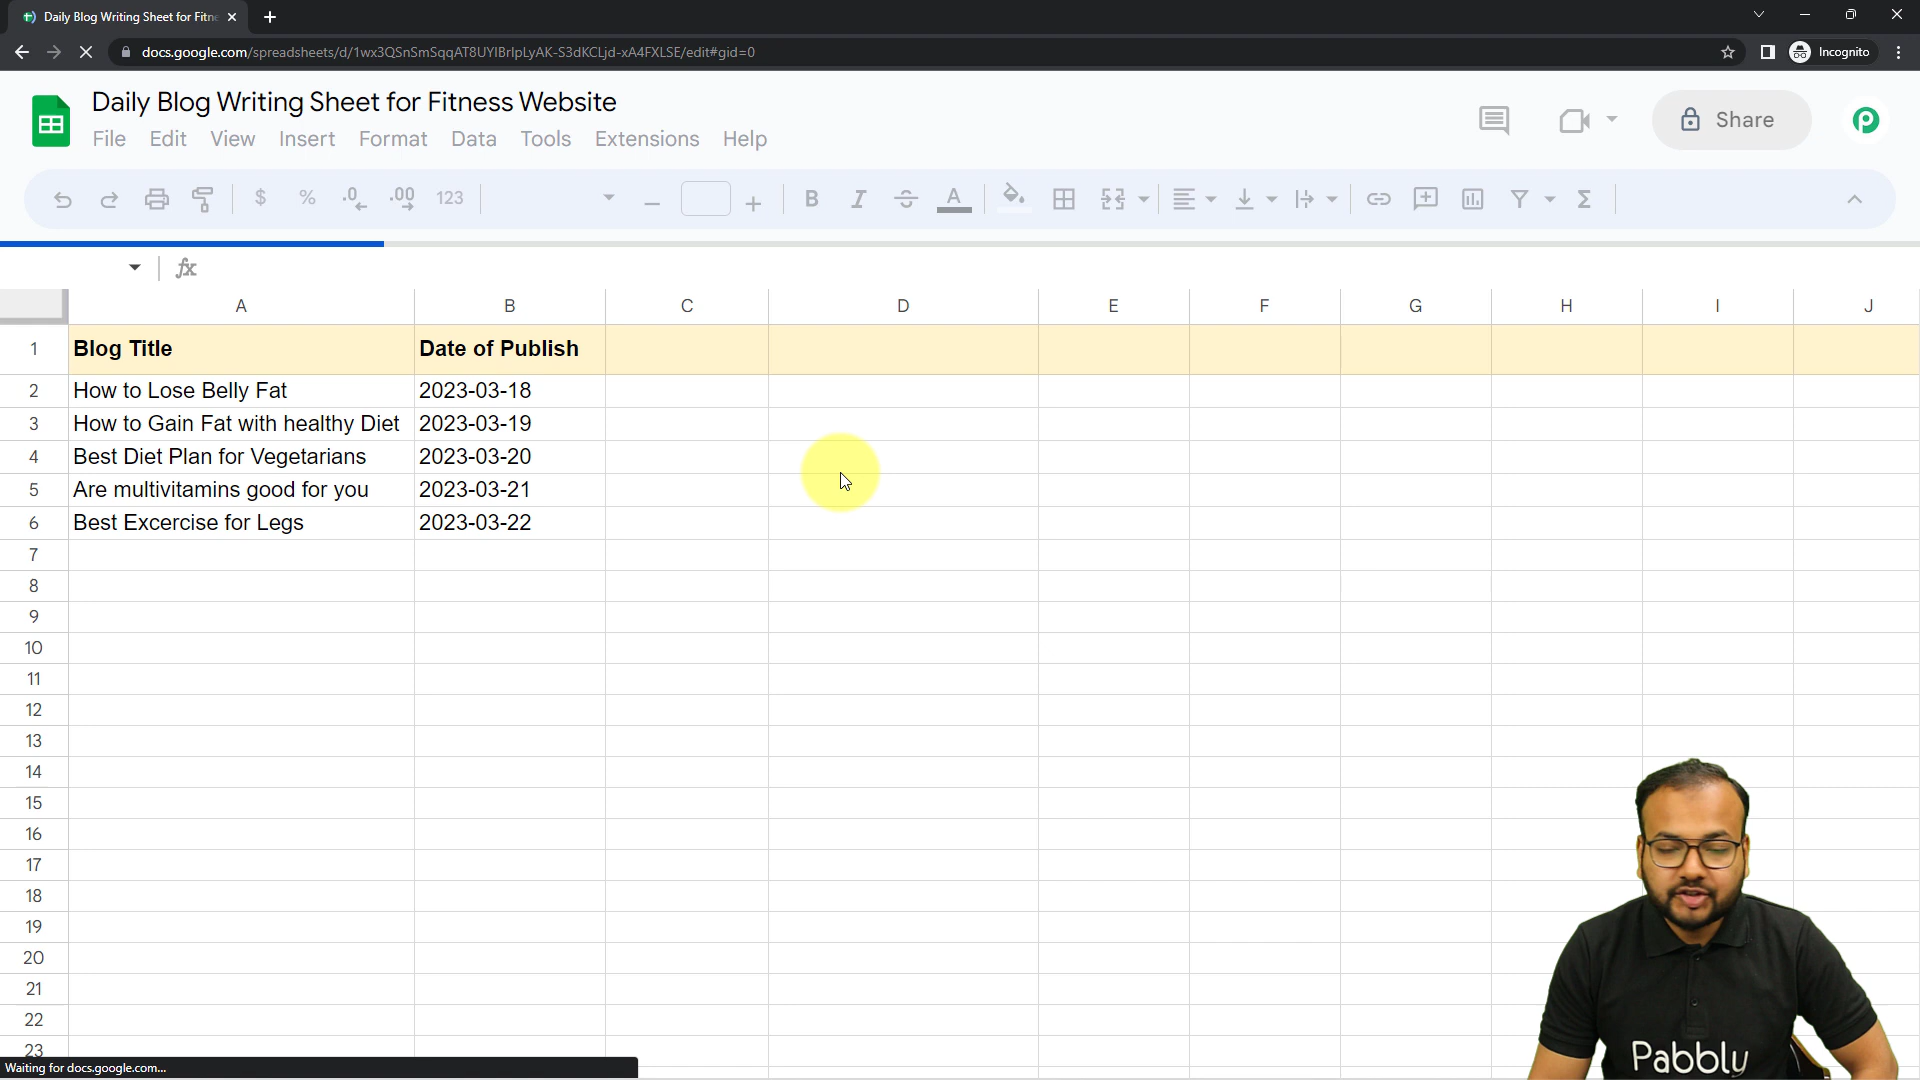 Daily Blog Writing Sheet for Fitne
docs.google.com/spreadsheets/d/1wx3QSnSmSqqAT8UYIBrlpLyAK-S3dKCLjd-xA4FXLSE/edit#gid=0
Incognito
Daily Blog Writing Sheet for Fitness Website
File Edit View Insert Format Data Tools Extensions Help
Share
$ % .0 .00 123
B I A Σ
fx
A B C D E F G H I J
1 Blog Title Date of Publish
2 How to Lose Belly Fat 2023-03-18
3 How to Gain Fat with healthy Diet 2023-03-19
4 Best Diet Plan for Vegetarians 2023-03-20
5 Are multivitamins good for you 2023-03-21
6 Best Excercise for Legs 2023-03-22
7
8
9
10
11
12
13
14
15
16
17
18
19
20
21
22
23
Waiting for docs.google.com...
Pabbly